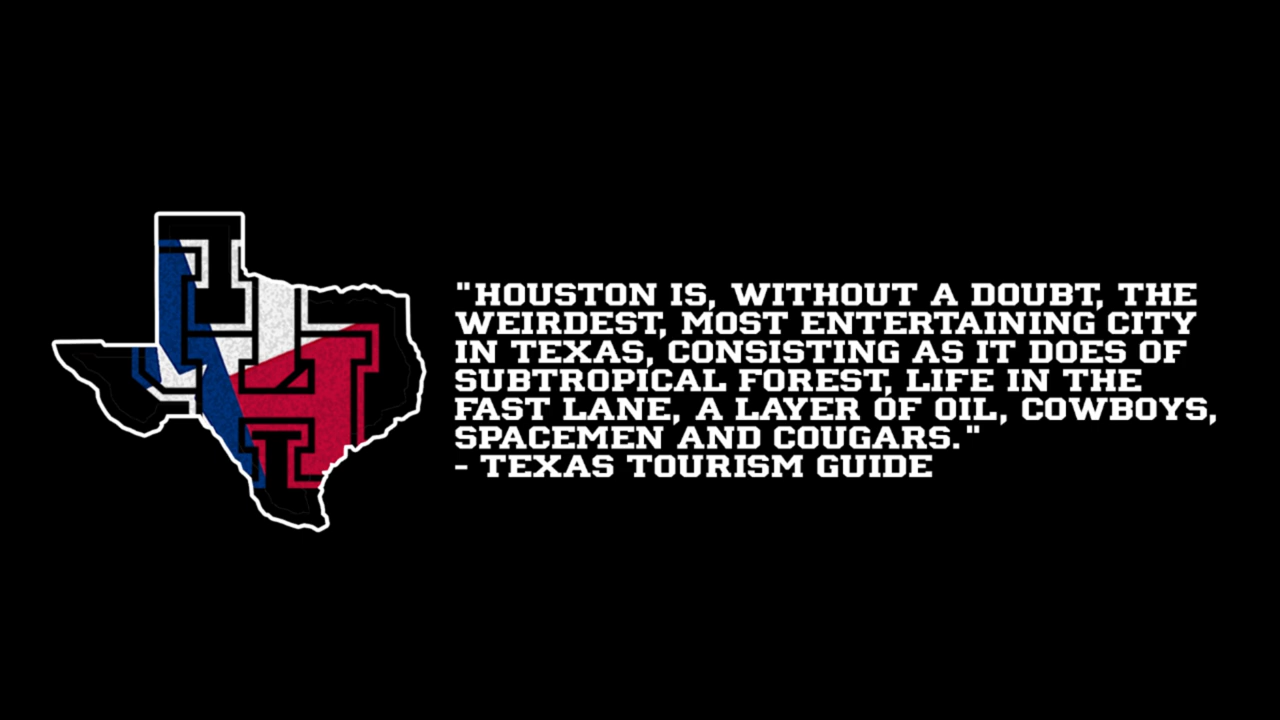 "HOUSTON IS, WITHOUT A DOUBT, THE
WEIRDEST, MOST ENTERTAINING CITY
IN TEXAS, CONSISTING AS IT DOES OF
SUBTROPICAL FOREST, LIFE IN THE
FAST LANE, A LAYER OF OIL, COWBOYS,
SPACEMEN AND COUGARS."
- TEXAS TOURISM GUIDE